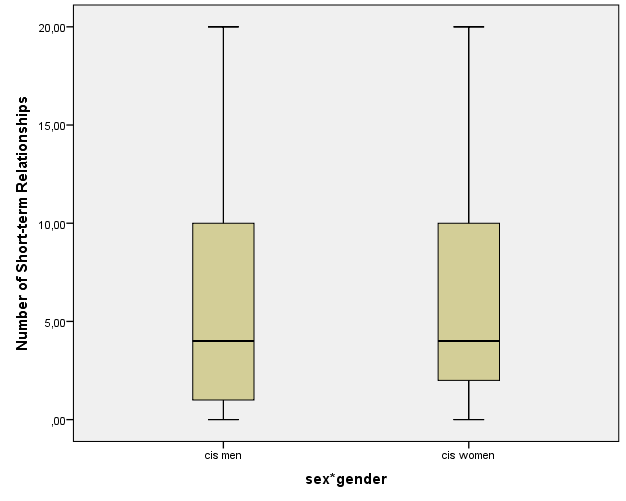 Number of Short-term Relationships
20,00
15,00
10,00
5,00
,00
cis men
cis women
sex*gender